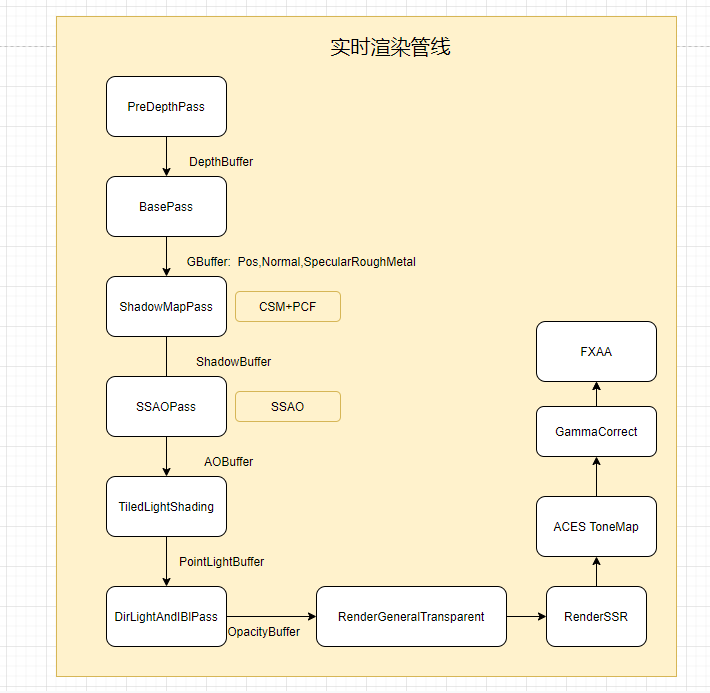 实时渲染管线
PreDepthPass
DepthBuffer
BasePass
GBuffer:  Pos,Normal,SpecularRoughMetal
ShadowMapPass
CSM+PCF
ShadowBuffer
SSAOPass
SSAO
AOBuffer
TiledLightShading
PointLightBuffer
DirLightAndIBlPass
OpacityBuffer
RenderGeneralTransparent
RenderSSR
ACES ToneMap
GammaCorrect
FXAA